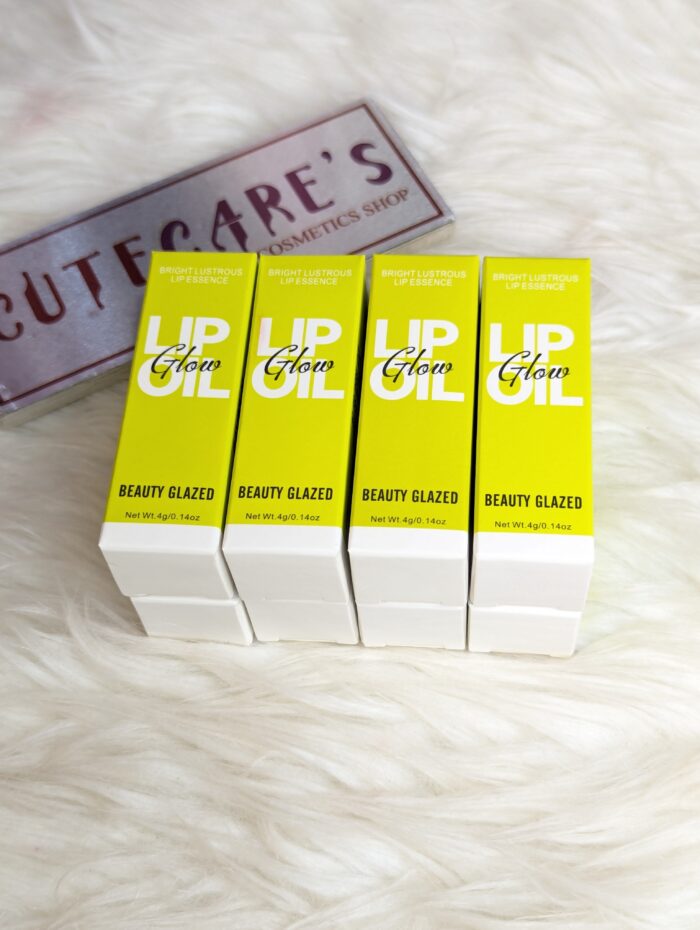 CUTECARE'S
COSMETICS SHOP
BRIGHT LUSTROUS
LIP ESSENCE
LIP
Glow
OIL
BEAUTY GLAZED
Net Wt.4g/0.14oz
BRIGHT LUSTROUS
LIP ESSENCE
LIP
Glow
OIL
BEAUTY GLAZED
Net Wt.4g/0.14oz
BRIGHT LUSTROUS
LIP ESSENCE
LIP
Glow
OIL
BEAUTY GLAZED
Net Wt.4g/0.14oz
BRIGHT LUSTROUS
LIP ESSENCE
LIP
Glow
OIL
BEAUTY GLAZED
Net Wt.4g/0.14oz